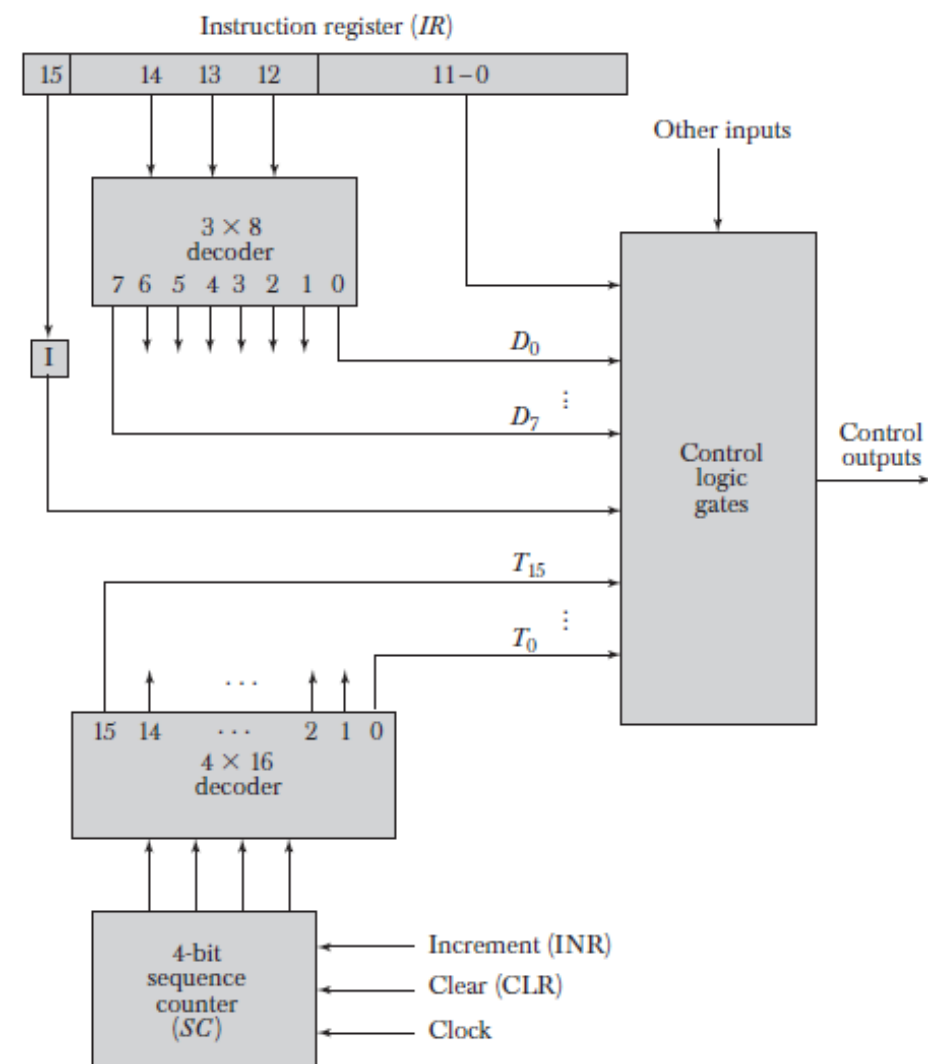 Instruction register (IR)
15 14 13 12 11–0
Other inputs
3 × 8
decoder
7 6 5 4 3 2 1 0
I
D0
⋮
D7
Control
logic
gates
Control
outputs
T15
⋮
T0
. . .
15 14 . . . 2 1 0
4 × 16
decoder
4-bit
sequence
counter
(SC)
Increment (INR)
Clear (CLR)
Clock